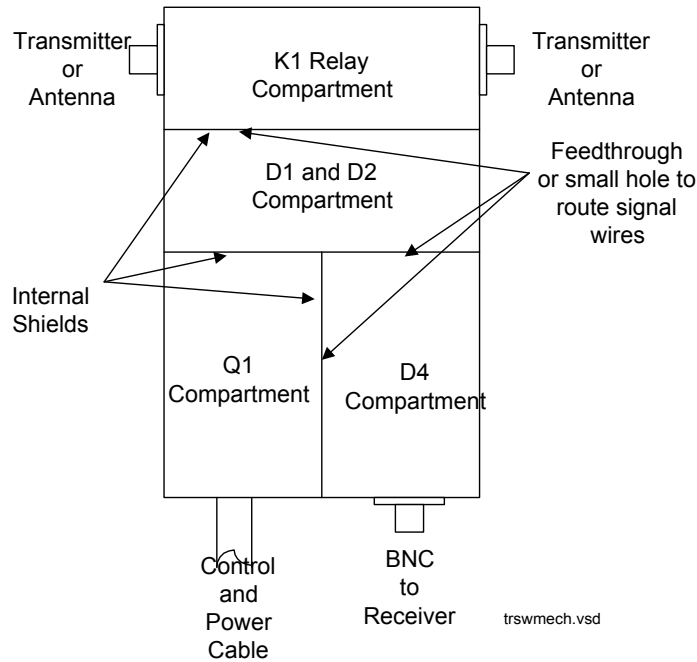 Transmitter
or
Antenna
K1 Relay
Compartment
Transmitter
or
Antenna
D1 and D2
Compartment
Feedthrough
or small hole to
route signal
wires
Internal
Shields
Q1
Compartment
D4
Compartment
Control
and
Power
Cable
BNC
to
Receiver
trswmech.vsd